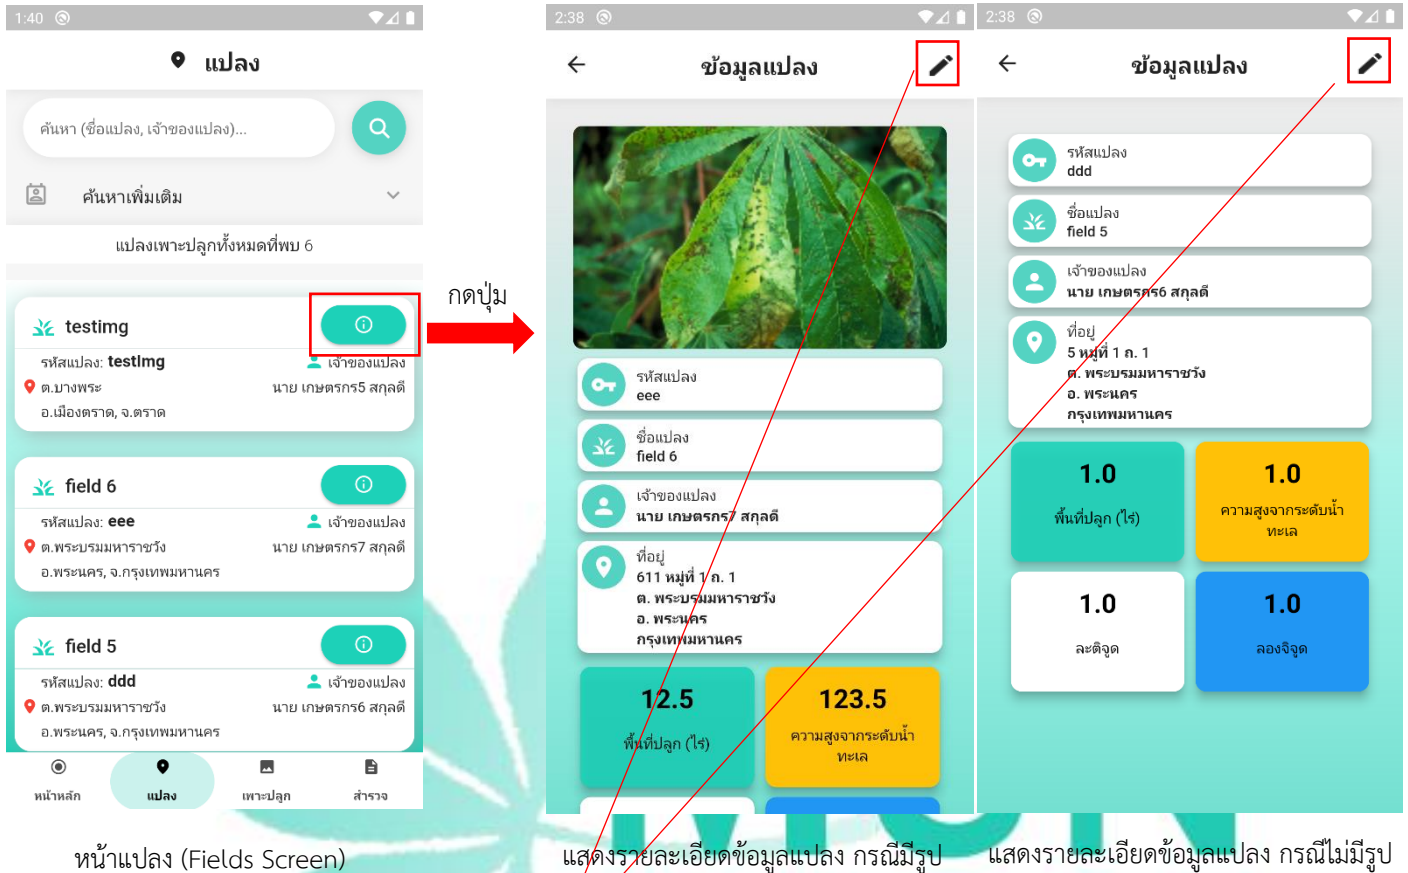 1:40
แปลง
ค้นหา (ชื่อแปลง, เจ้าของแปลง)...
ค้นหาเพิ่มเติม
แปลงเพาะปลูกทั้งหมดที่พบ 6
testimg
รหัสแปลง: testImg
เจ้าของแปลง
ต.บางพระ
นาย เกษตรกร5 สกุลดี
อ.เมืองตราด, จ.ตราด
field 6
รหัสแปลง: eee
เจ้าของแปลง
ต.พระบรมมหาราชวัง
นาย เกษตรกร7 สกุลดี
อ.พระนคร, จ.กรุงเทพมหานคร
field 5
รหัสแปลง: ddd
เจ้าของแปลง
ต.พระบรมมหาราชวัง
นาย เกษตรกร6 สกุลดี
อ.พระนคร, จ.กรุงเทพมหานคร
หน้าหลัก
แปลง
เพาะปลูก
สำรวจ
หน้าแปลง (Fields Screen)
กดปุ่ม
2:38
ข้อมูลแปลง
รหัสแปลง
eee
ชื่อแปลง
field 6
เจ้าของแปลง
นาย เกษตรกร7 สกุลดี
ที่อยู่
611 หมู่ที่ 1 ถ. 1
ต. พระบรมมหาราชวัง
อ. พระนคร
กรุงเทพมหานคร
12.5
พื้นที่ปลูก (ไร่)
123.5
ความสูงจากระดับน้ำ
ทะเล
แสดงรายละเอียดข้อมูลแปลง กรณีมีรูป
2:38
ข้อมูลแปลง
รหัสแปลง
ddd
ชื่อแปลง
field 5
เจ้าของแปลง
นาย เกษตรกร6 สกุลดี
ที่อยู่
5 หมู่ที่ 1 ถ. 1
ต. พระบรมมหาราชวัง
อ. พระนคร
กรุงเทพมหานคร
1.0
พื้นที่ปลูก (ไร่)
1.0
ความสูงจากระดับน้ำ
ทะเล
1.0
ละติจูด
1.0
ลองจิจูด
แสดงรายละเอียดข้อมูลแปลง กรณีไม่มีรูป